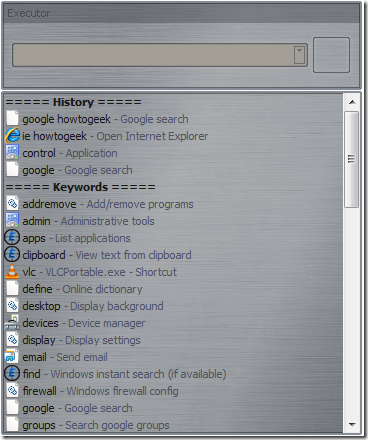 Executor
===== History =====
google howtogeek - Google search
ie howtogeek - Open Internet Explorer
control - Application
google - Google search
===== Keywords =====
addremove - Add/remove programs
admin - Administrative tools
apps - List applications
clipboard - View text from clipboard
vlc - VLCPortable.exe - Shortcut
define - Online dictionary
desktop - Display background
devices - Device manager
display - Display settings
email - Send email
find - Windows instant search (if available)
firewall - Windows firewall config
google - Google search
groups - Search google groups